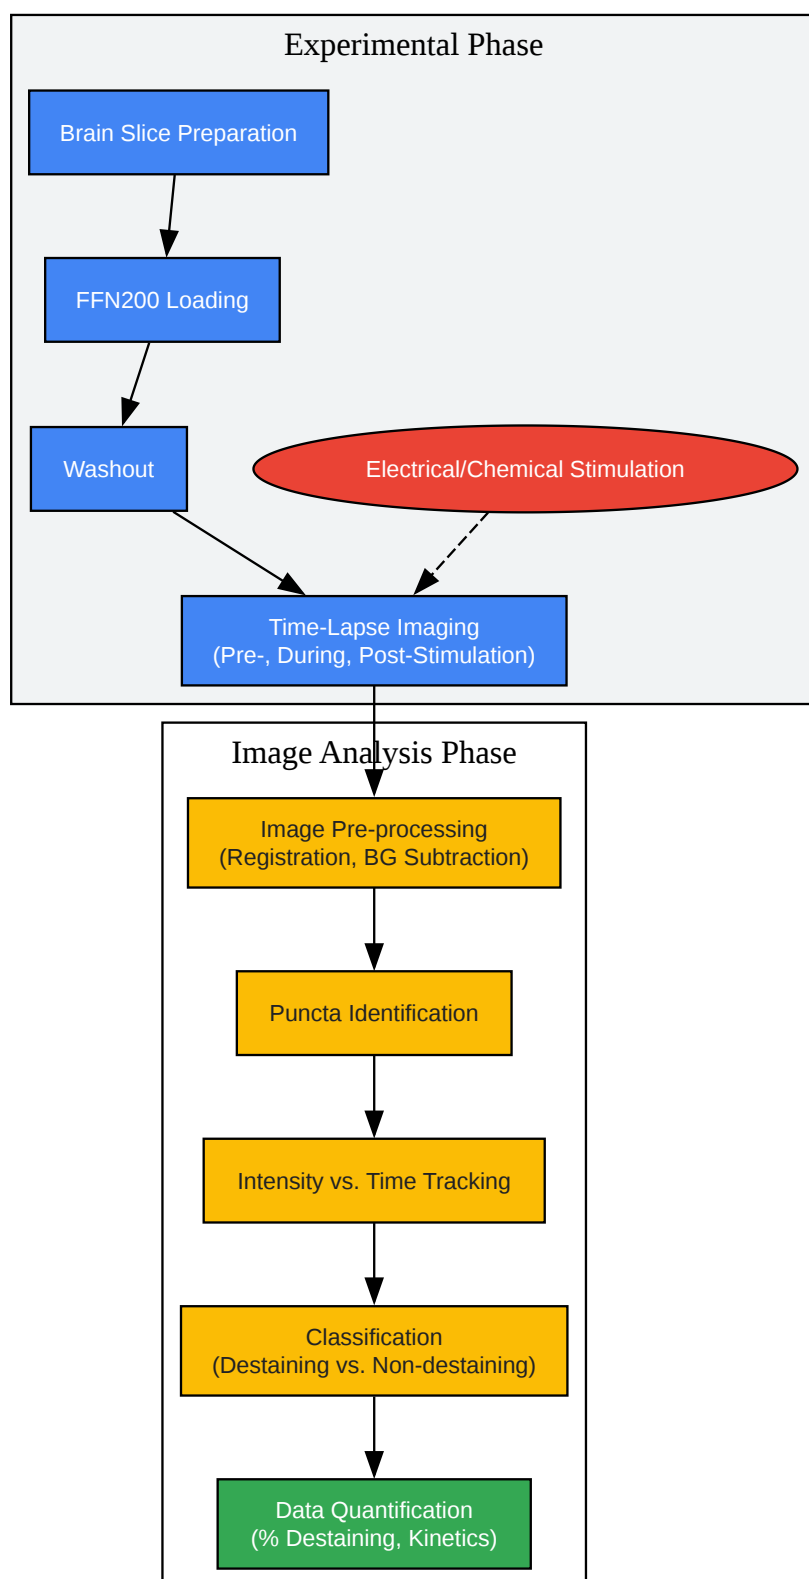 Experimental Phase
Brain Slice Preparation
FFN200 Loading
Washout
Electrical/Chemical Stimulation
Time-Lapse Imaging
(Pre-, During, Post-Stimulation)
Image Analysis Phase
Image Pre-processing
(Registration, BG Subtraction)
Puncta Identification
Intensity vs. Time Tracking
Classification
(Destaining vs. Non-destaining)
Data Quantification
(% Destaining, Kinetics)